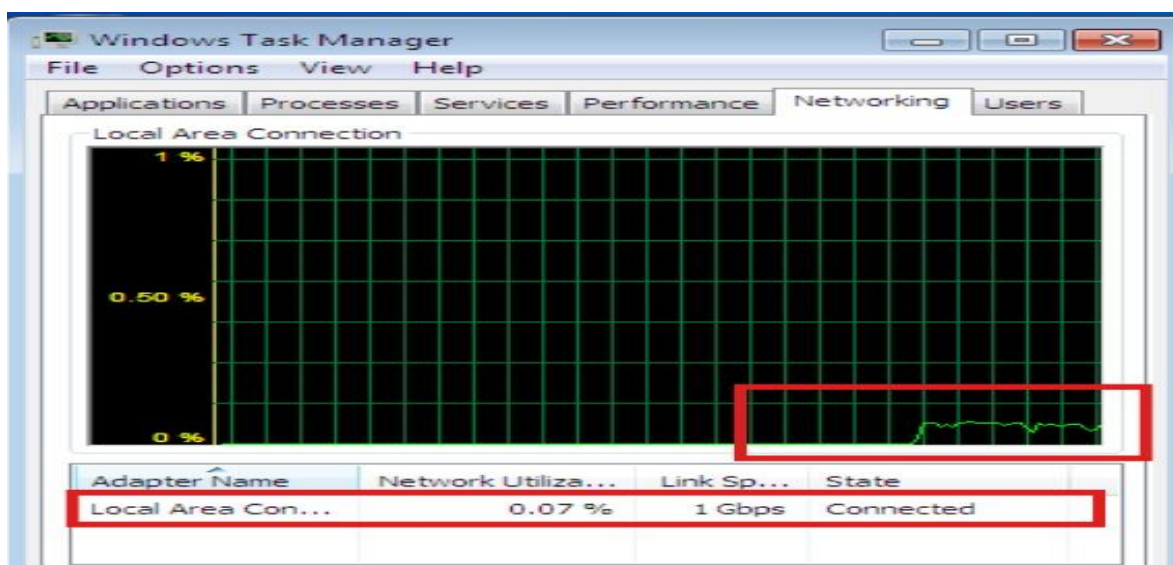 Windows Task Manager
File Options View Help
Applications Processes Services Performance Networking Users
Local Area Connection
1 %
0.50 %
0 %
Adapter Name Network Utiliza... Link Sp... State
Local Area Con... 0.07 % 1 Gbps Connected